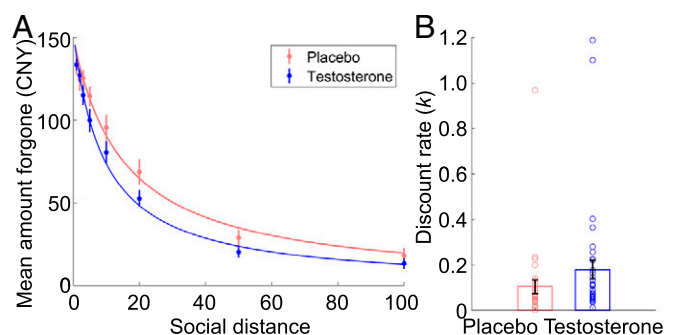 A
B
Mean amount forgone (CNY)
150
100
50
0
0
20
40
60
80
100
Social distance
Placebo
Testosterone
Discount rate (k)
1.2
1.0
0.8
0.6
0.4
0.2
0
Placebo Testosterone